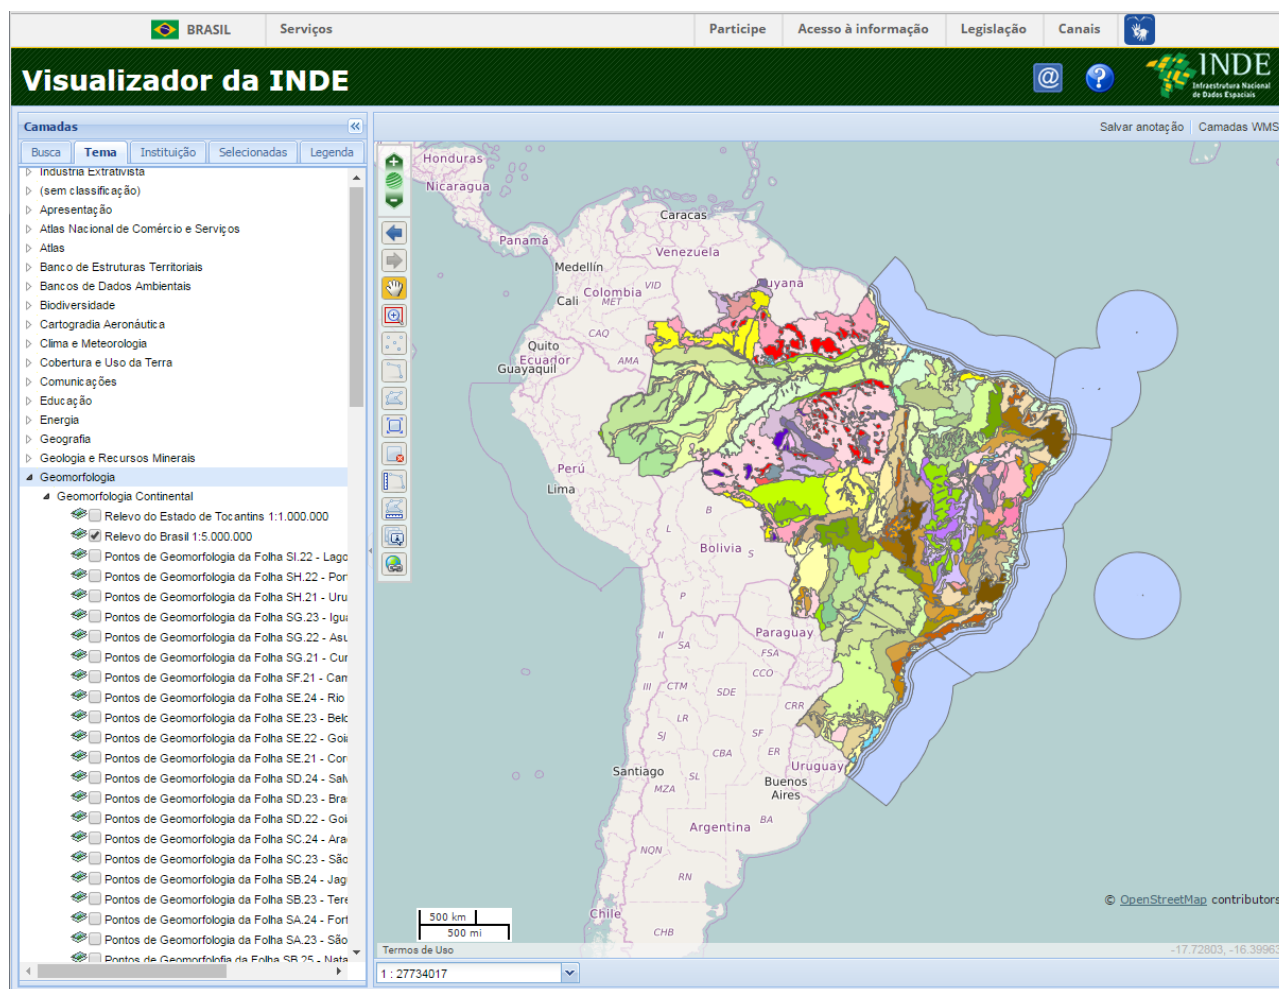 BRASIL Serviços Participe Acesso à informação Legislação Canais
Visualizador da INDE
@ ? INDE
Infraestrutura Nacional
de Dados Espaciais
Camadas
Salvar anotação Camadas WMS
Busca Tema Instituição Selecionadas Legenda
Indústria Extrativista
(sem classificação)
Apresentação
Atlas Nacional de Comércio e Serviços
Atlas
Banco de Estruturas Territoriais
Bancos de Dados Ambientais
Biodiversidade
Cartogradia Aeronáutica
Clima e Meteorologia
Cobertura e Uso da Terra
Comunicações
Educação
Energia
Geografia
Geologia e Recursos Minerais
Geomorfologia
Geomorfologia Continental
Relevo do Estado de Tocantins 1:1.000.000
Relevo do Brasil 1:5.000.000
Pontos de Geomorfologia da Folha SI.22 - Lago
Pontos de Geomorfologia da Folha SH.22 - Por
Pontos de Geomorfologia da Folha SH.21 - Uru
Pontos de Geomorfologia da Folha SG.23 - Igua
Pontos de Geomorfologia da Folha SG.22 - Asu
Pontos de Geomorfologia da Folha SG.21 - Cur
Pontos de Geomorfologia da Folha SF.21 - Cam
Pontos de Geomorfologia da Folha SE.24 - Rio
Pontos de Geomorfologia da Folha SE.23 - Belo
Pontos de Geomorfologia da Folha SE.22 - Goi
Pontos de Geomorfologia da Folha SE.21 - Cor
Pontos de Geomorfologia da Folha SD.24 - Salv
Pontos de Geomorfologia da Folha SD.23 - Bra
Pontos de Geomorfologia da Folha SD.22 - Goi
Pontos de Geomorfologia da Folha SC.24 - Ara
Pontos de Geomorfologia da Folha SC.23 - São
Pontos de Geomorfologia da Folha SB.24 - Jag
Pontos de Geomorfologia da Folha SB.23 - Tere
Pontos de Geomorfologia da Folha SA.24 - Fort
Pontos de Geomorfologia da Folha SA.23 - São
Pontos de Geomorfolofia da Folha SB.25 - Nata
Honduras
Nicaragua
Caracas
Panamá
Venezuela
Medellín
Guyana
VID
Colombia
Cali MET
CAQ
Quito
Ecuador AMA
Guayaquil
Perú
Lima
B
L
Bolivia S
P
Paraguay
II
SA FSA
CCO
III CTM SDE
CRR
LR
SJ SF
CBA ER
Uruguay
Santiago SL
MZA Buenos
Aires
BA
Argentina
NQN
RN
Chile
CHB
500 km
500 mi
© OpenStreetMap contributors
Termos de Uso -17.72803, -16.39963
1 : 27734017